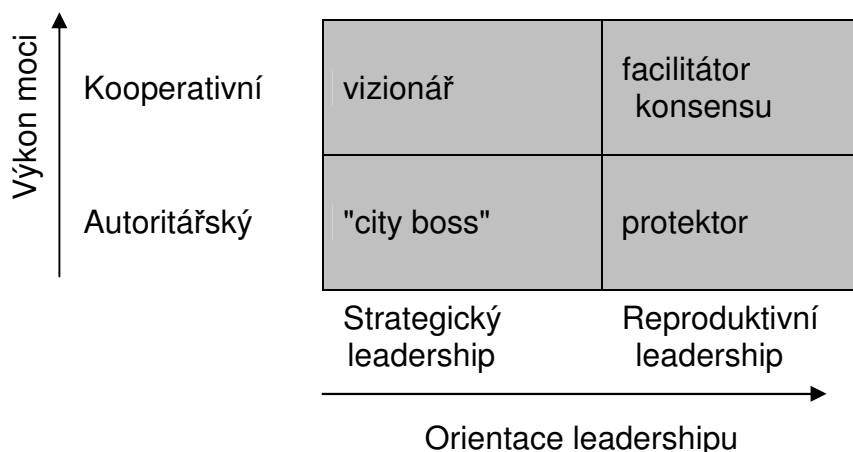 Výkon moci
Kooperativní
vizionář
facilitátor
konsensu
Autoritářský
"city boss"
protektor
Strategický
leadership
Reproduktivní
leadership
Orientace leadershipu